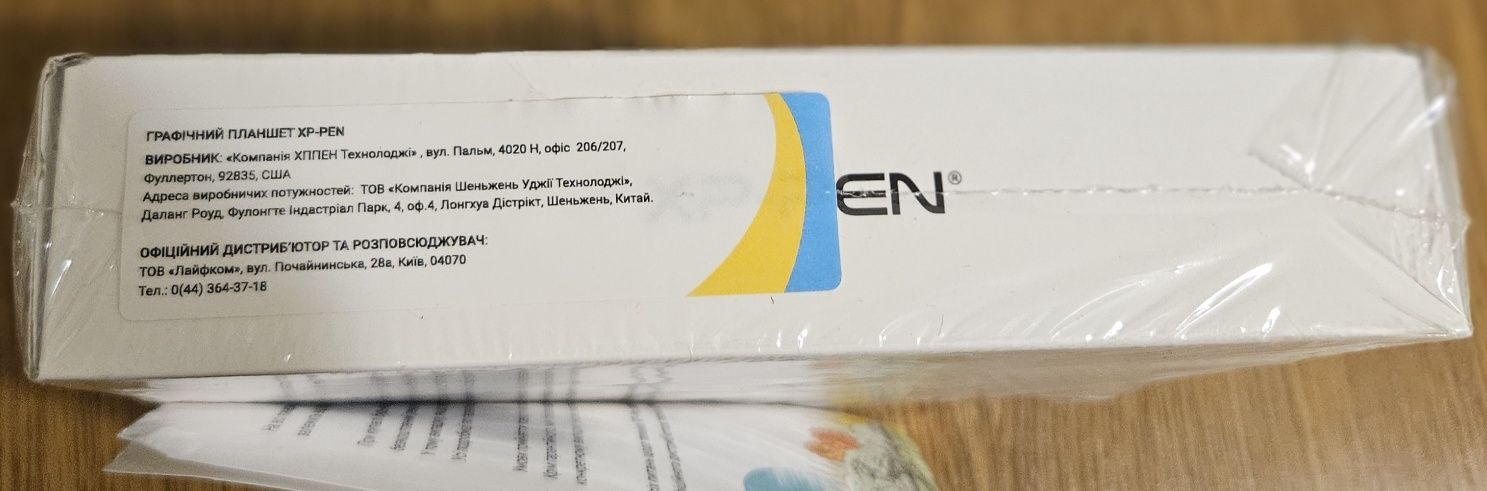 ГРАФІЧНИЙ ПЛАНШЕТ XP-PEN
ВИРОБНИК: «Компанія ХППЕН Технолоджі» , вул. Пальм, 4020 Н, офіс 206/207,
Фуллертон, 92835, США
Адреса виробничих потужностей: ТОВ «Компанія Шеньжень Уджії Технолоджі»,
Даланг Роуд, Фулонгте Індастріал Парк, 4, оф.4, Лонгхуа Дістрікт, Шеньжень, Китай.
ОФІЦІЙНИЙ ДИСТРИБ'ЮТОР ТА РОЗПОВСЮДЖУВАЧ:
ТОВ «Лайфком», вул. Почайнинська, 28а, Київ, 04070
Тел.: 0(44) 364-37-18
EN®